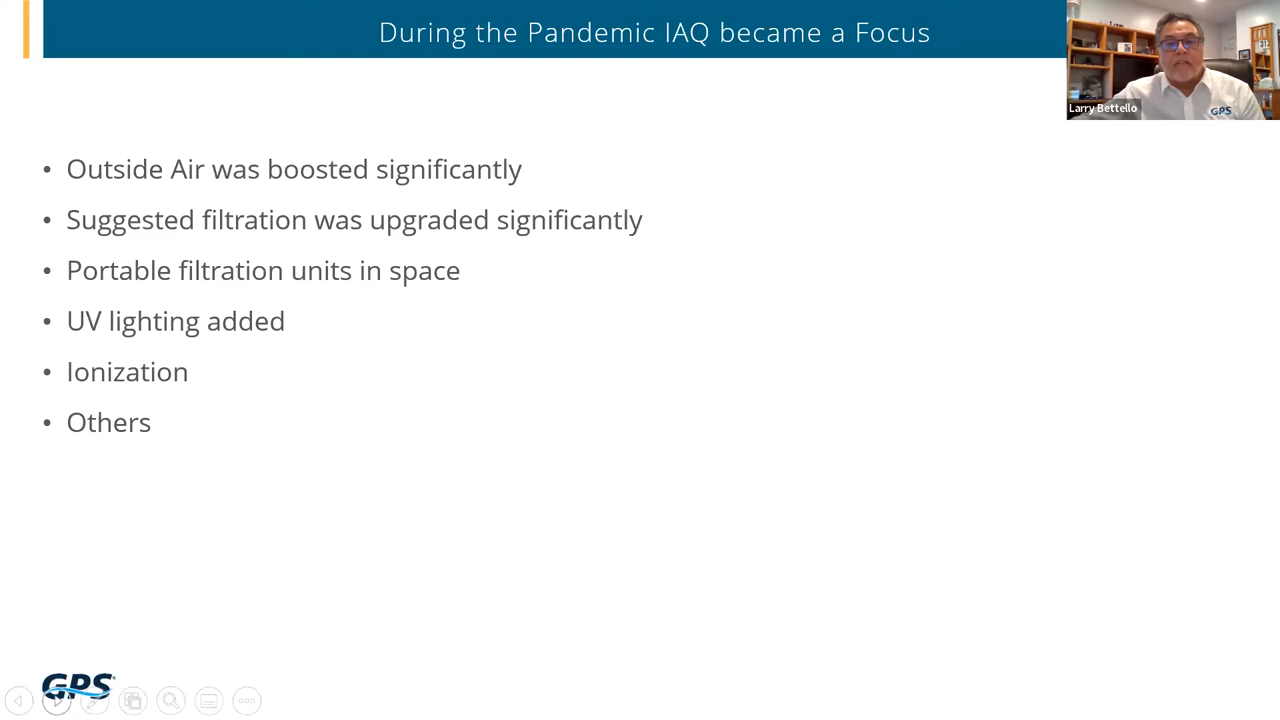 During the Pandemic IAQ became a Focus
Larry Bettello
GPS
Outside Air was boosted significantly
Suggested filtration was upgraded significantly
Portable filtration units in space
UV lighting added
Ionization
Others
GPS